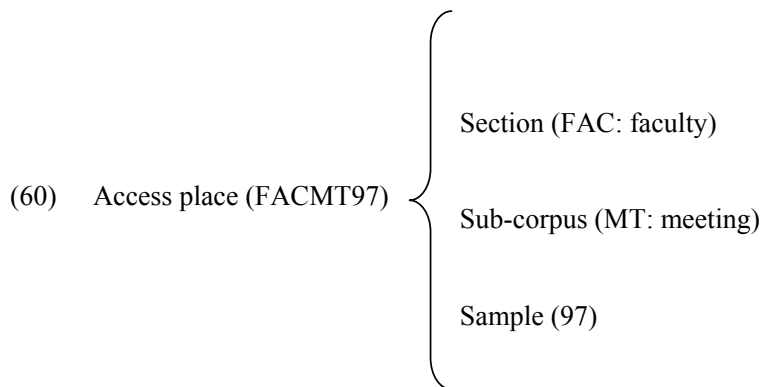 Section (FAC: faculty)
(60) Access place (FACMT97)
Sub-corpus (MT: meeting)
Sample (97)